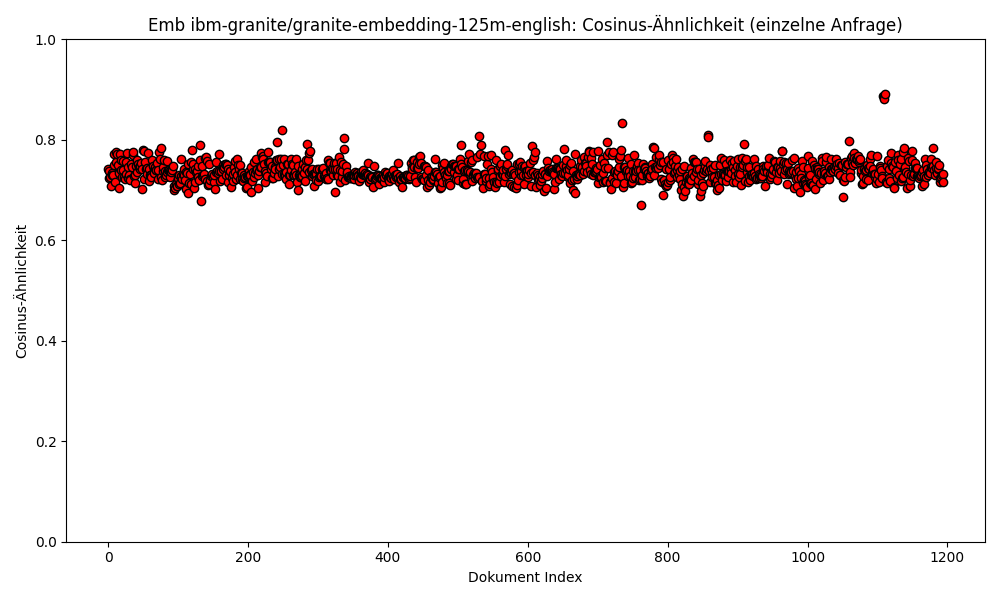 Emb ibm-granite/granite-embedding-125m-english: Cosinus-Ähnlichkeit (einzelne Anfrage)
1.0
0.8
0.6
0.4
0.2
0.0
Cosinus-Ähnlichkeit
0 200 400 600 800 1000 1200
Dokument Index